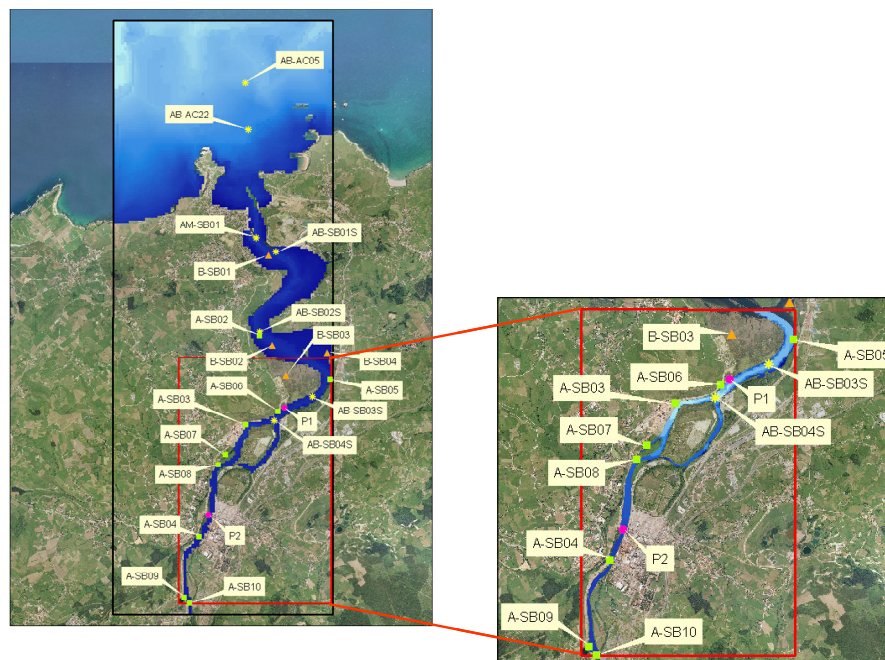 AB-AC05
AB-AC22
AM-SB01
AB-SB01S
B-SB01
A-SB02
AB-SB02S
B-SB03
B-SB02
B-SB04
A-SB06
A-SB05
A-SB03
P1
AB-SB03S
A-SB07
AB-SB04S
A-SB08
A-SB04
P2
A-SB09
A-SB10
B-SB03
A-SB05
A-SB06
A-SB03
AB-SB03S
P1
A-SB07
AB-SB04S
A-SB08
A-SB04
P2
A-SB09
A-SB10